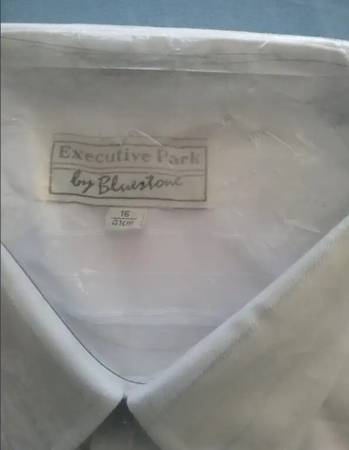 Executive Park
by Bluestone
16
41cm